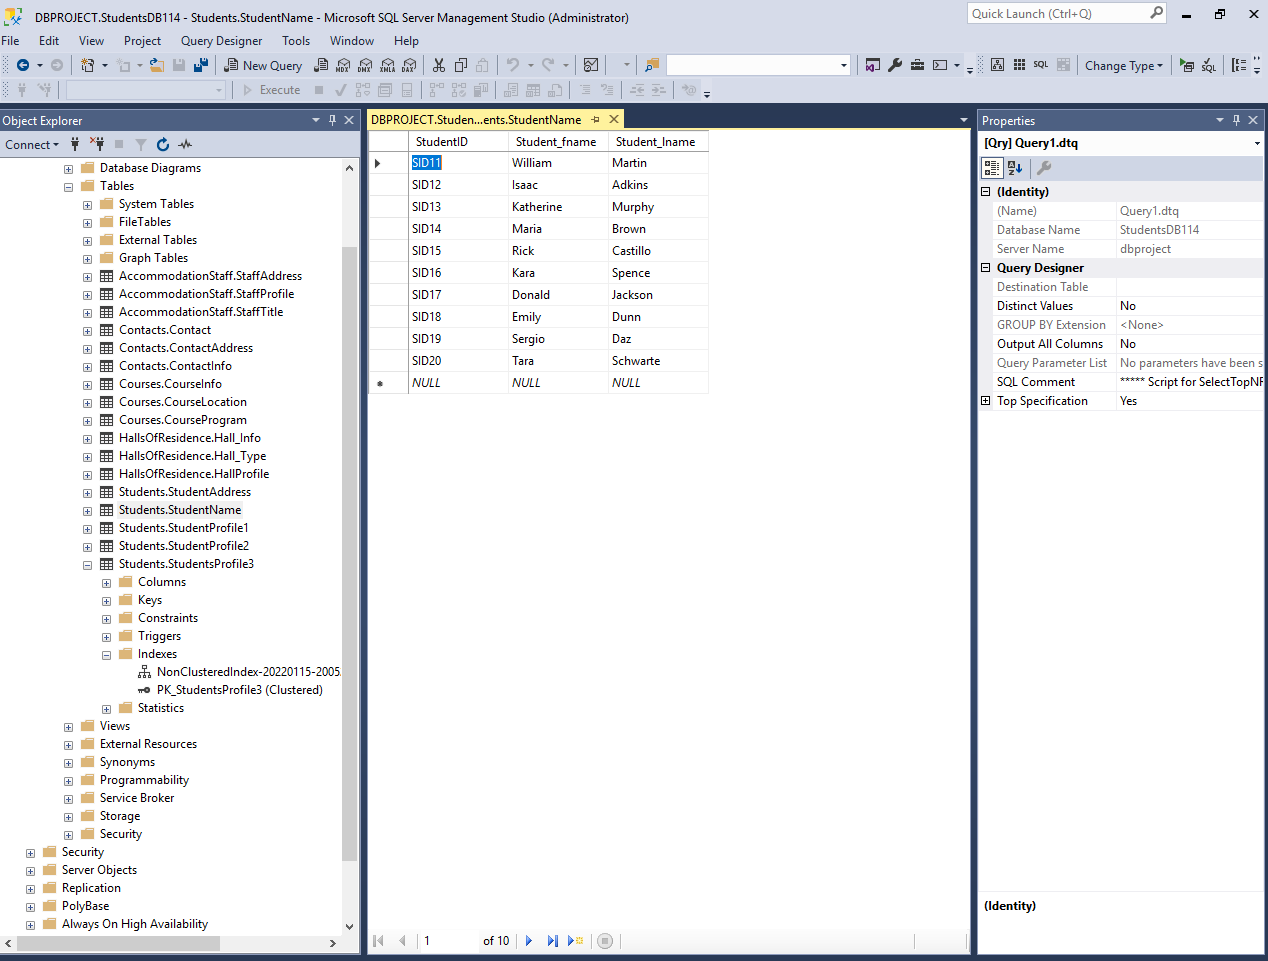 DBPROJECT.StudentsDB114 - Students.StudentName - Microsoft SQL Server Management Studio (Administrator)
Quick Launch (Ctrl+Q)
File Edit View Project Query Designer Tools Window Help
New Query MDX DMX XMLA DAX SQL Change Type SQL
Execute
Object Explorer
Connect
Database Diagrams
Tables
System Tables
FileTables
External Tables
Graph Tables
AccommodationStaff.StaffAddress
AccommodationStaff.StaffProfile
AccommodationStaff.StaffTitle
Contacts.Contact
Contacts.ContactAddress
Contacts.ContactInfo
Courses.CourseInfo
Courses.CourseLocation
Courses.CourseProgram
HallsOfResidence.Hall_Info
HallsOfResidence.Hall_Type
HallsOfResidence.HallProfile
Students.StudentAddress
Students.StudentName
Students.StudentProfile1
Students.StudentProfile2
Students.StudentsProfile3
Columns
Keys
Constraints
Triggers
Indexes
NonClusteredIndex-20220115-2005
PK_StudentsProfile3 (Clustered)
Statistics
Views
External Resources
Synonyms
Programmability
Service Broker
Storage
Security
Security
Server Objects
Replication
PolyBase
Always On High Availability
DBPROJECT.Studen...ents.StudentName
StudentID Student_fname Student_lname
SID11 William Martin
SID12 Isaac Adkins
SID13 Katherine Murphy
SID14 Maria Brown
SID15 Rick Castillo
SID16 Kara Spence
SID17 Donald Jackson
SID18 Emily Dunn
SID19 Sergio Daz
SID20 Tara Schwarte
NULL NULL NULL
1 of 10
Properties
[Qry] Query1.dtq
(Identity)
(Name) Query1.dtq
Database Name StudentsDB114
Server Name dbproject
Query Designer
Destination Table
Distinct Values No
GROUP BY Extension <None>
Output All Columns No
Query Parameter List No parameters have been s
SQL Comment ***** Script for SelectTopNR
Top Specification Yes
(Identity)